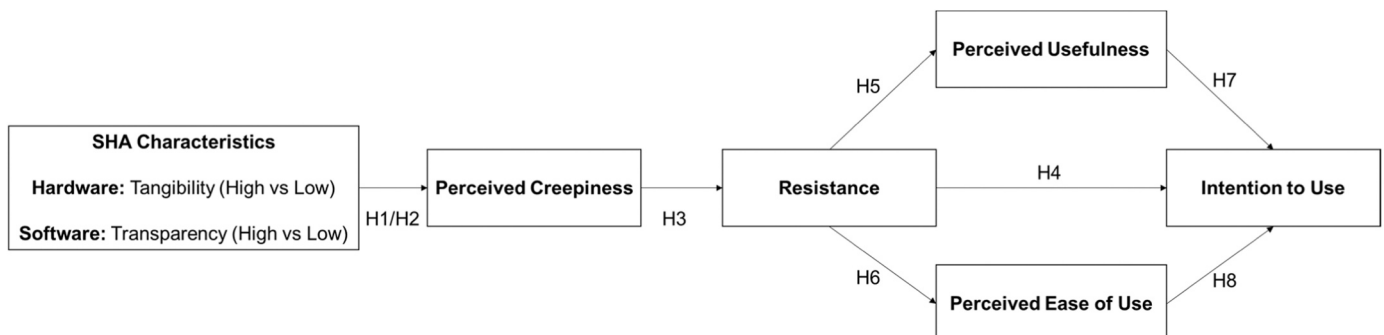 SHA Characteristics
Hardware: Tangibility (High vs Low)
Software: Transparency (High vs Low)
H1/H2
Perceived Creepiness
H3
Resistance
H5
Perceived Usefulness
H7
H4
Intention to Use
H6
Perceived Ease of Use
H8